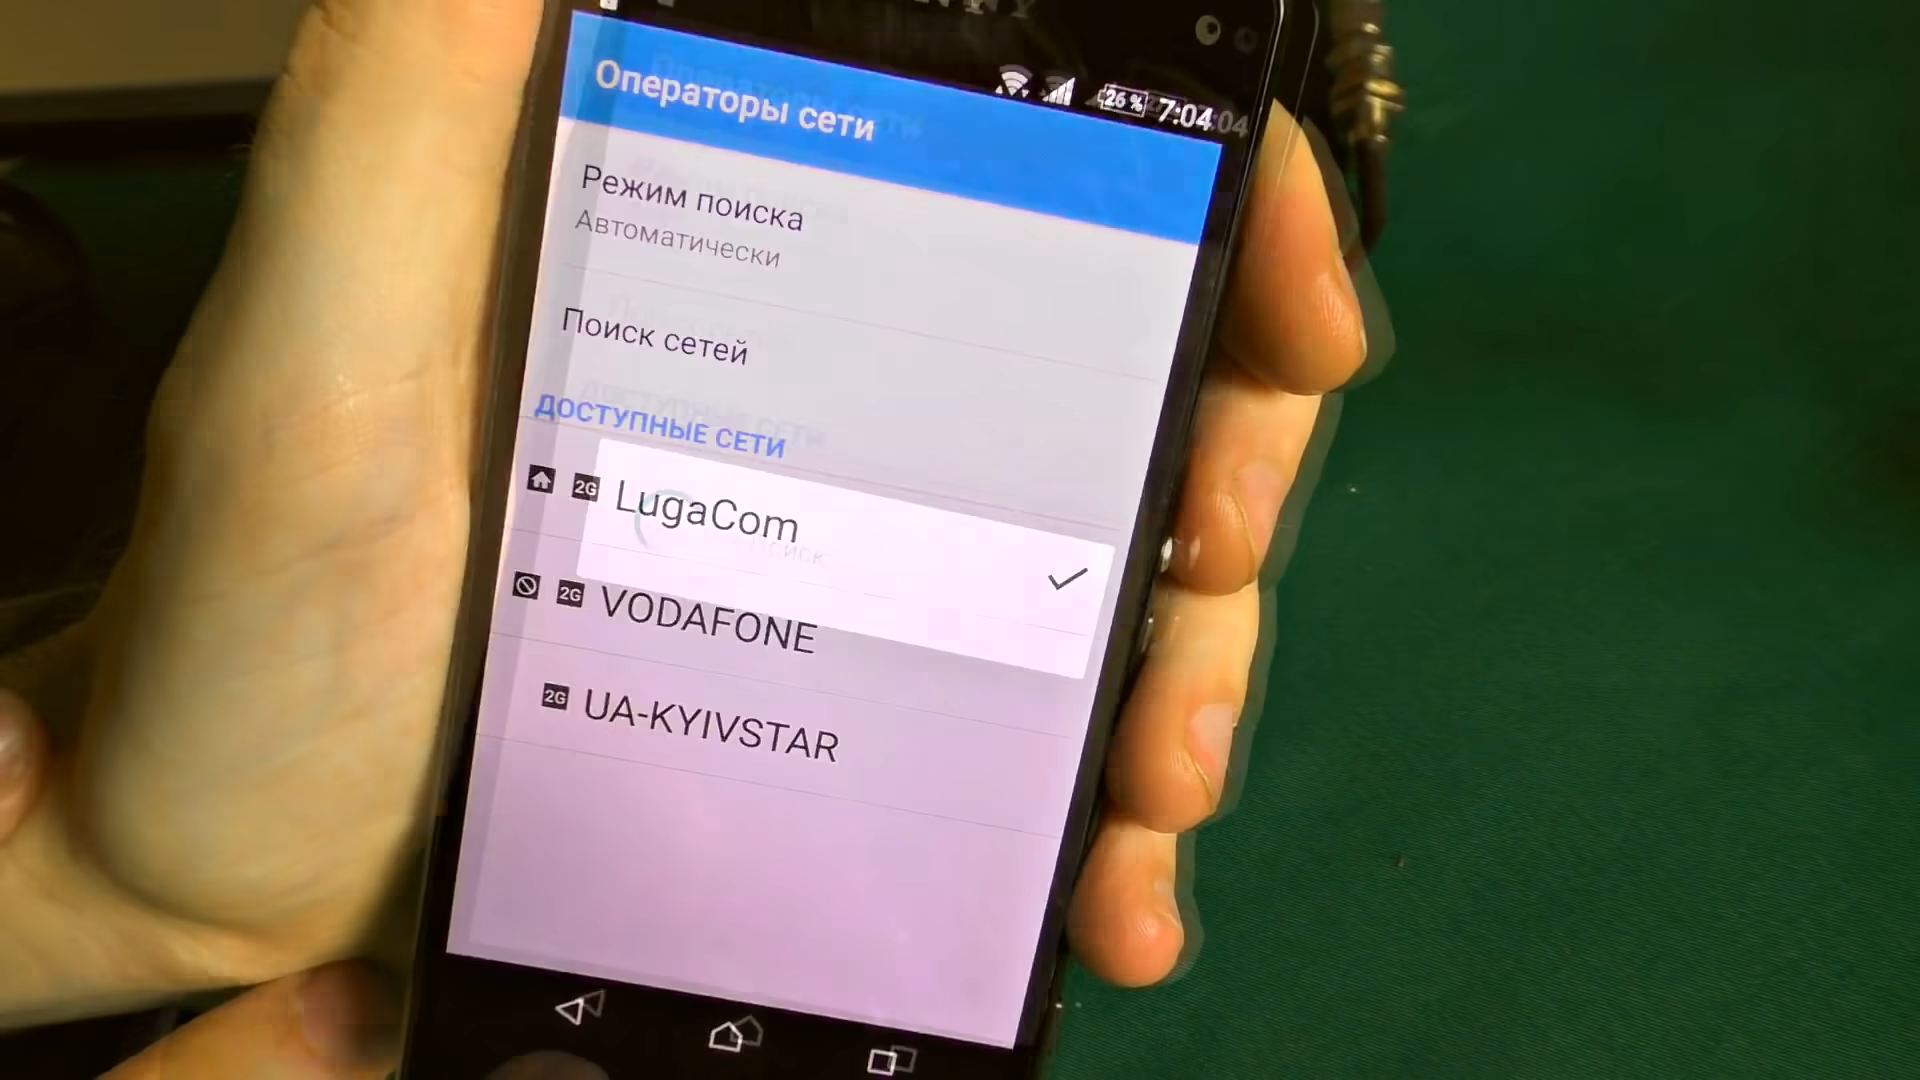 26 % 7:04
Операторы сети
Режим поиска
Автоматически
Поиск сетей
ДОСТУПНЫЕ СЕТИ
2G LugaCom
Поиск
2G VODAFONE
2G UA-KYIVSTAR